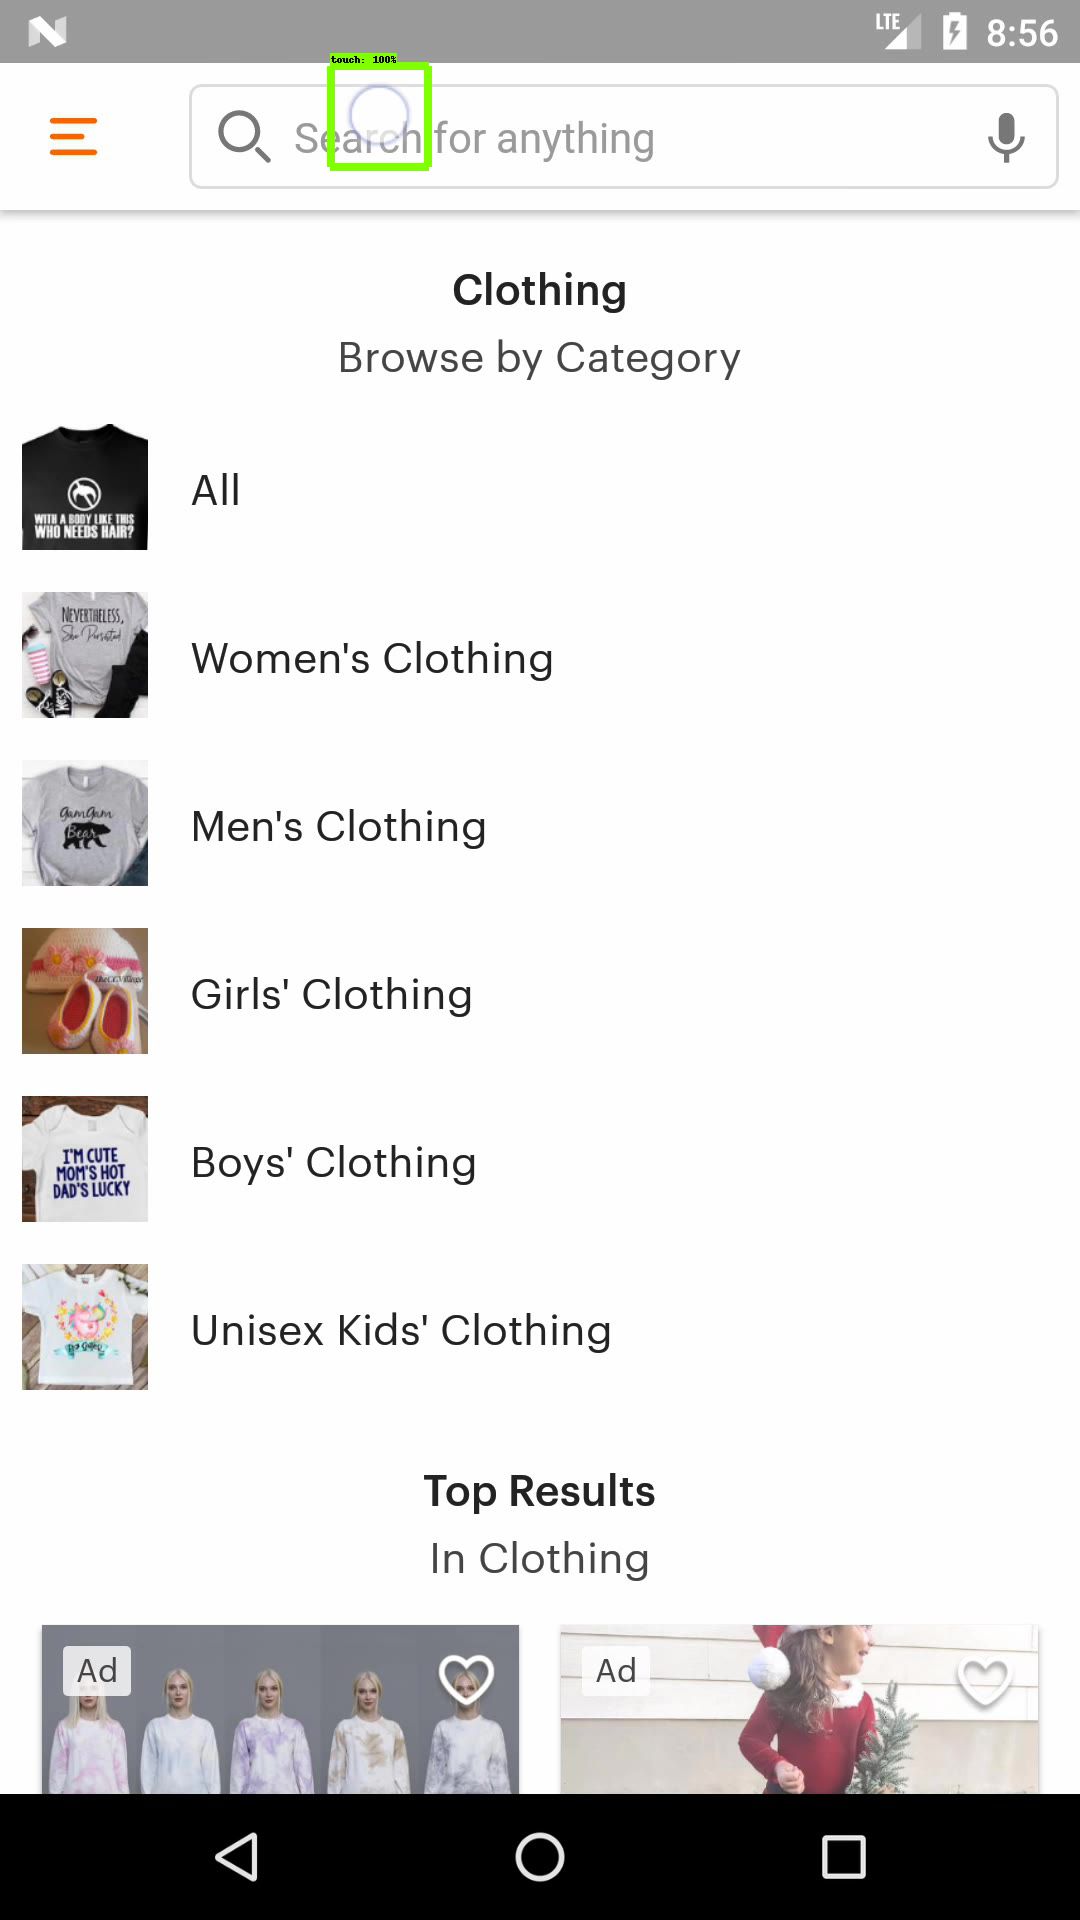 LTE 8:56
touch: 100%
Search for anything
Clothing
Browse by Category
WITH A BODY LIKE THIS
WHO NEEDS HAIR?
All
NEVERTHELESS,
She Persisted
Women's Clothing
GamGam
Bear
Men's Clothing
Girls' Clothing
I'M CUTE
MOM'S HOT
DAD'S LUCKY
Boys' Clothing
Unisex Kids' Clothing
Top Results
In Clothing
Ad
Ad